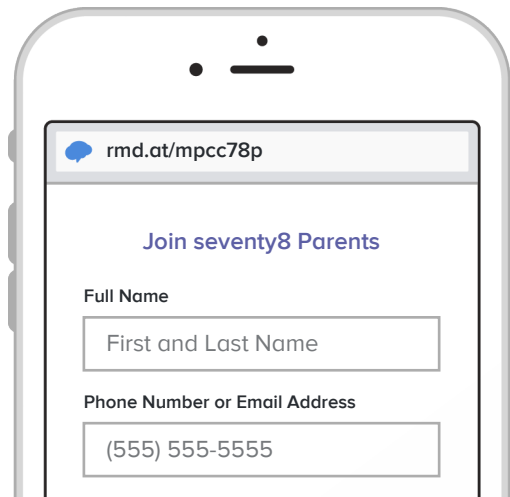 rmd.at/mpcc78p
Join seventy8 Parents
Full Name
First and Last Name
Phone Number or Email Address
(555) 555-5555